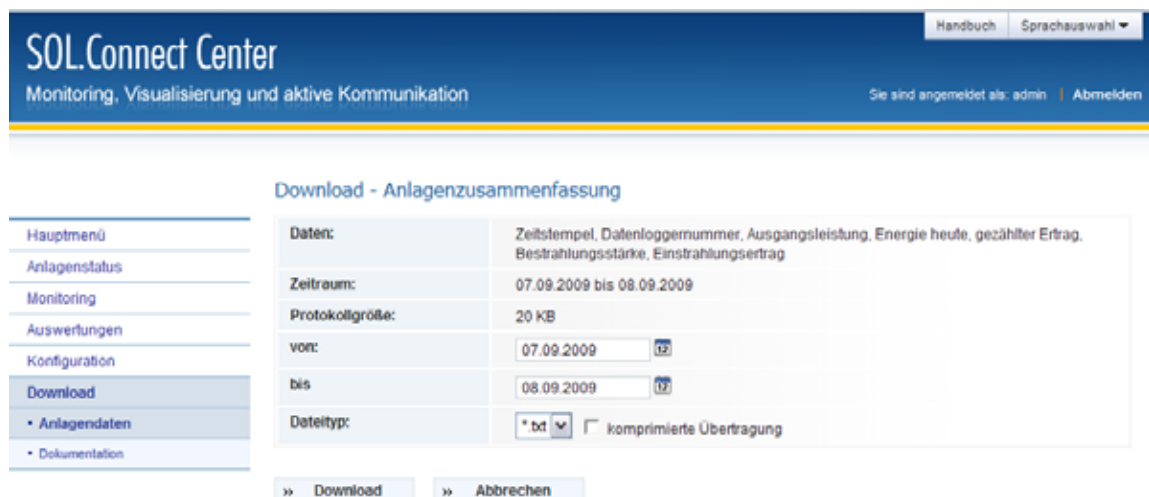 Handbuch Sprachauswahl
SOL.Connect Center
Monitoring, Visualisierung und aktive Kommunikation
Sie sind angemeldet als: admin | Abmelden
Download - Anlagenzusammenfassung
Hauptmenü
Anlagenstatus
Monitoring
Auswertungen
Konfiguration
Download
• Anlagendaten
• Dokumentation
Daten: Zeitstempel, Datenloggernummer, Ausgangsleistung, Energie heute, gezählter Ertrag,
Bestrahlungsstärke, Einstrahlungsertrag
Zeitraum: 07.09.2009 bis 08.09.2009
Protokollgröße: 20 KB
von: 07.09.2009 12
bis 08.09.2009 12
Dateityp: *.txt komprimierte Übertragung
» Download » Abbrechen